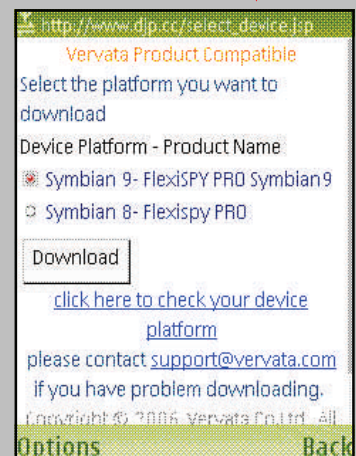 http://www.djp.cc/select_device.jsp
Vervata Product Compatible
Select the platform you want to
download
Device Platform - Product Name
Symbian 9- FlexiSPY PRO Symbian9
Symbian 8- Flexispy PRO
Download
click here to check your device
platform
please contact support@vervata.com
if you have problem downloading.
Copyright © 2006. Vervata Co.Ltd. All
Options Back